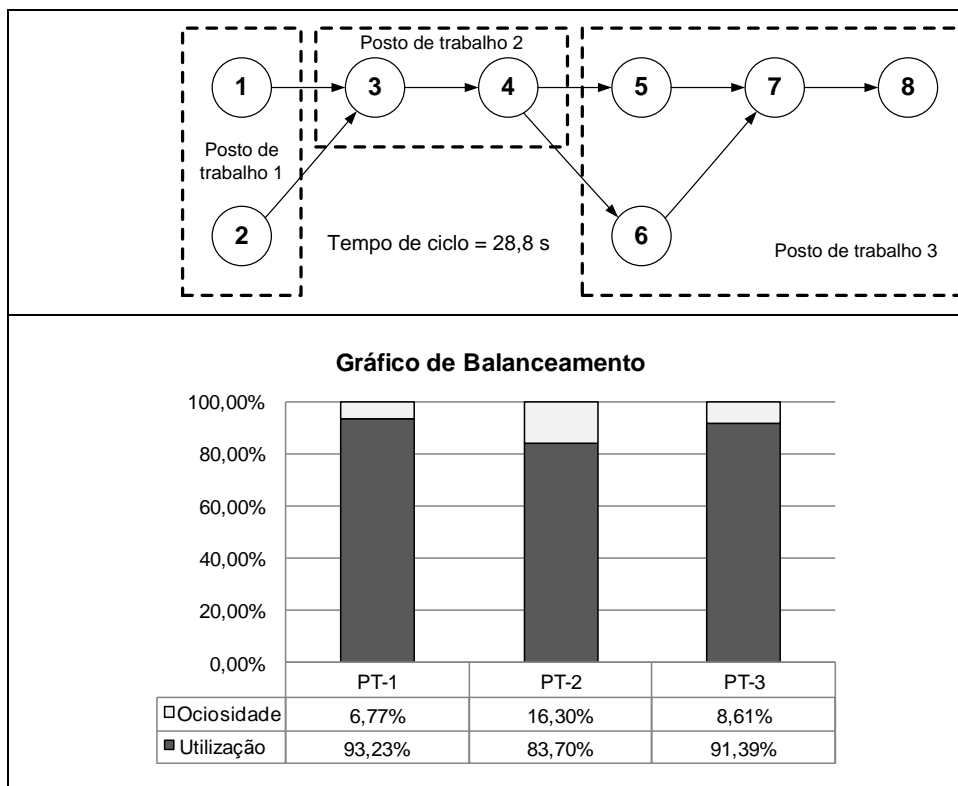 Posto de trabalho 2
1
3
4
5
7
8
Posto de
trabalho 1
2
6
Tempo de ciclo = 28,8 s
Posto de trabalho 3
Gráfico de Balanceamento
100,00%
80,00%
60,00%
40,00%
20,00%
0,00%
PT-1 PT-2 PT-3
Ociosidade 6,77% 16,30% 8,61%
Utilização 93,23% 83,70% 91,39%